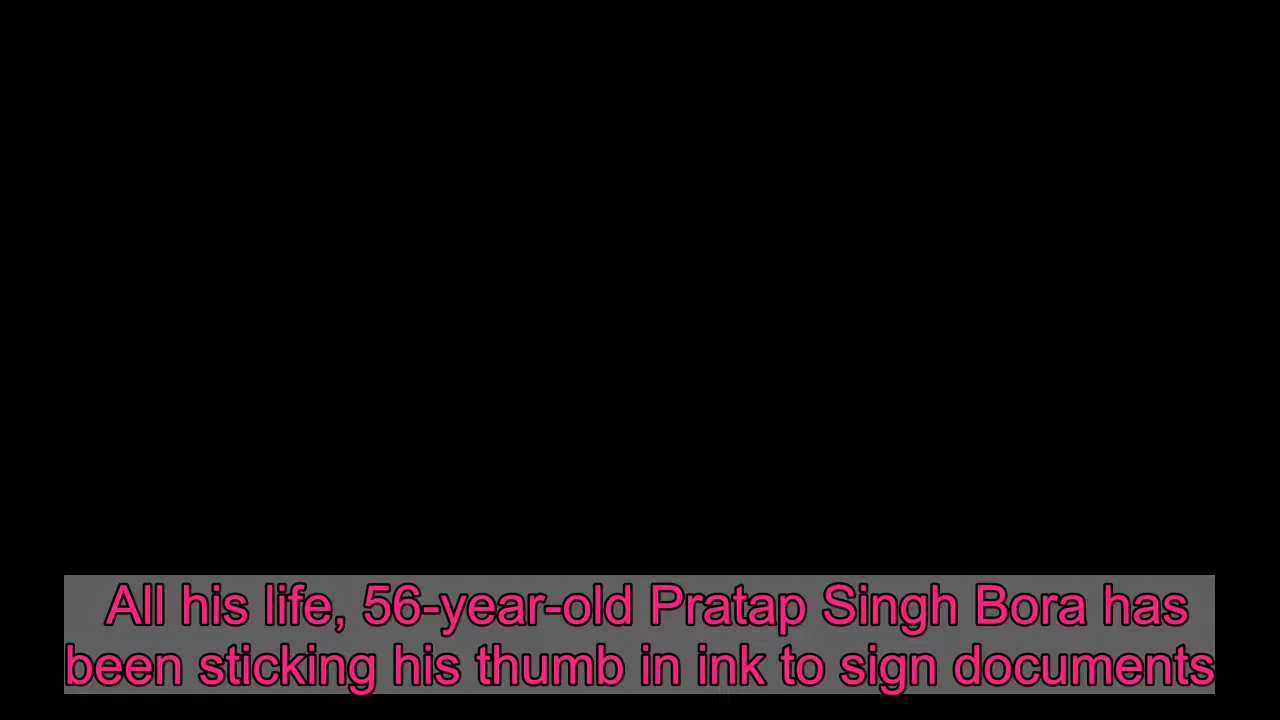 All his life, 56-year-old Pratap Singh Bora has
been sticking his thumb in ink to sign documents